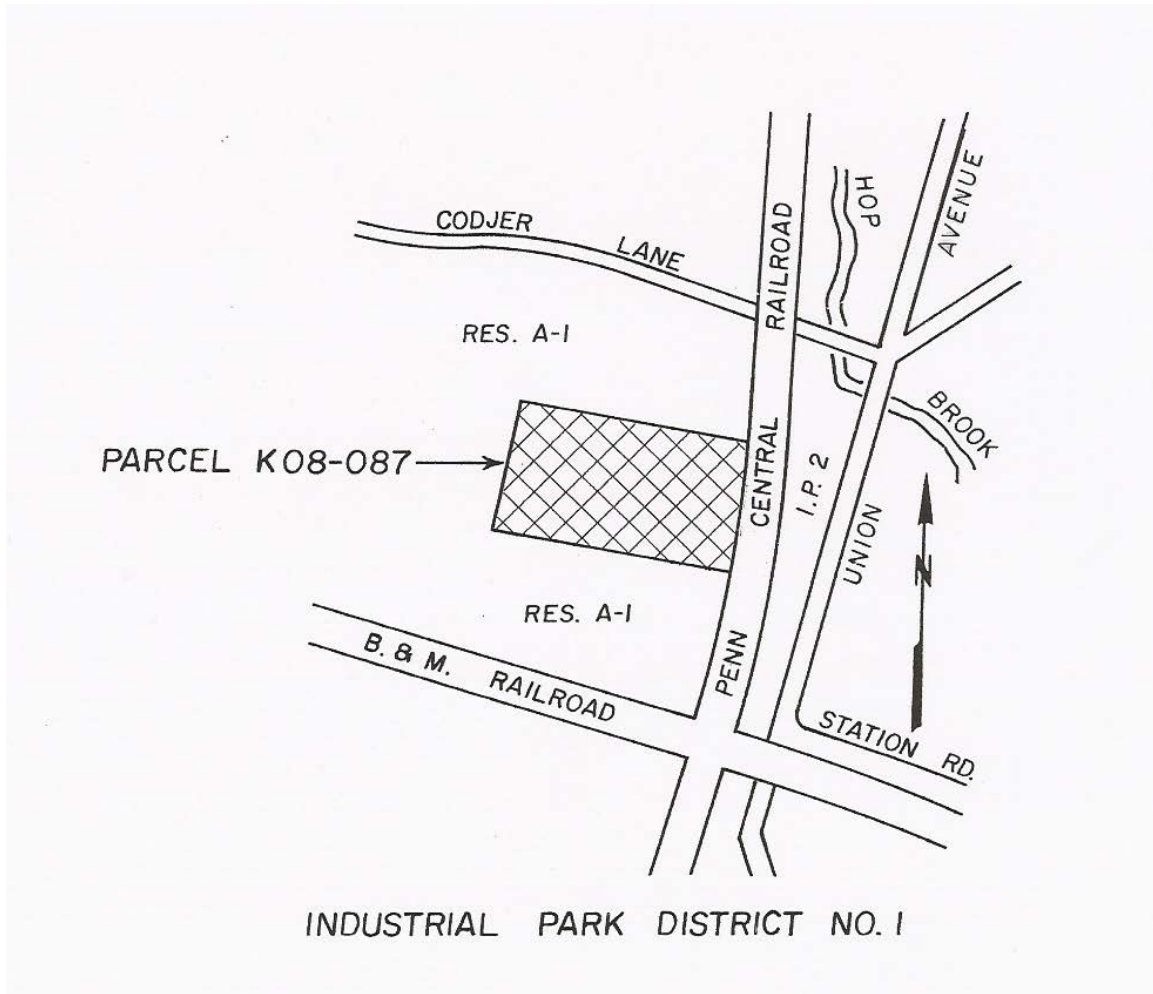 CODJER LANE
RES. A-1
PARCEL K08-087
RES. A-1
B. & M. RAILROAD
PENN CENTRAL RAILROAD
HOP BROOK
I.P. 2
UNION AVENUE
N
STATION RD.
INDUSTRIAL PARK DISTRICT NO. 1